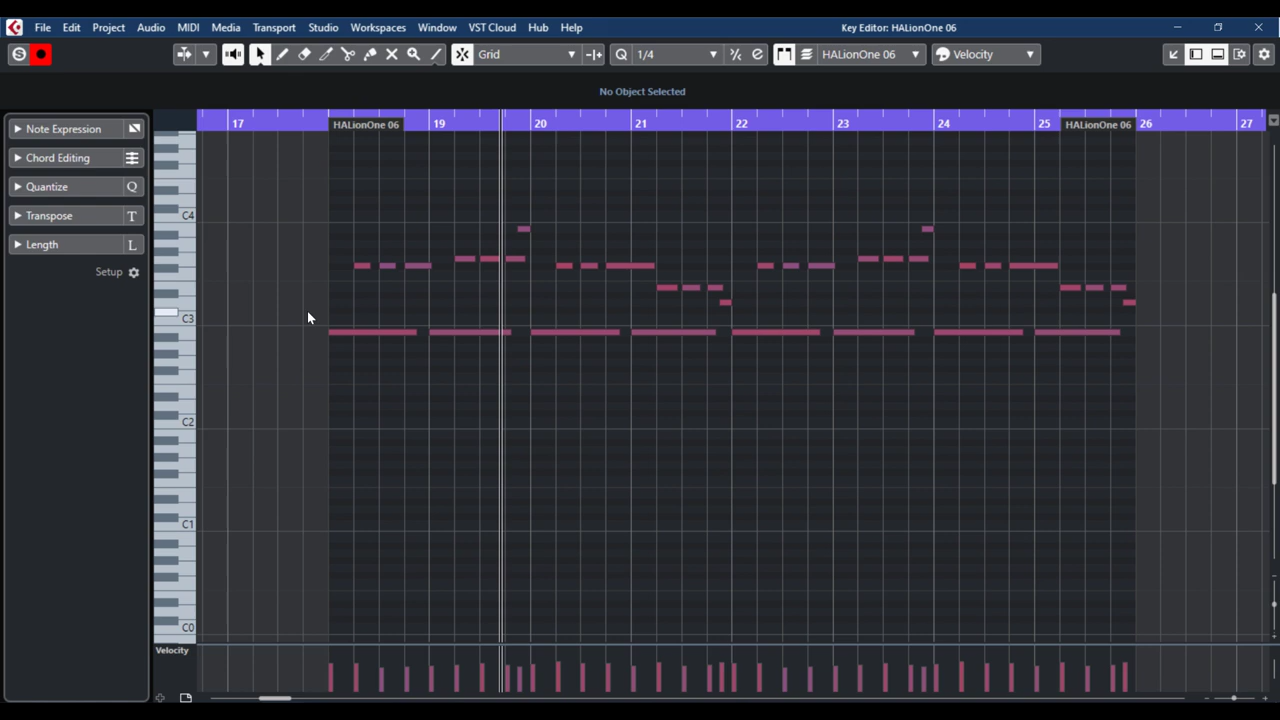 File Edit Project Audio MIDI Media Transport Studio Workspaces Window VST Cloud Hub Help Key Editor: HALionOne 06
Grid Q 1/4 HALionOne 06 Velocity
No Object Selected
17 HALionOne 06 19 20 21 22 23 24 25 HALionOne 06 26 27
Note Expression
Chord Editing
Quantize Q
Transpose T
Length L
Setup
C4
C3
C2
C1
C0
Velocity